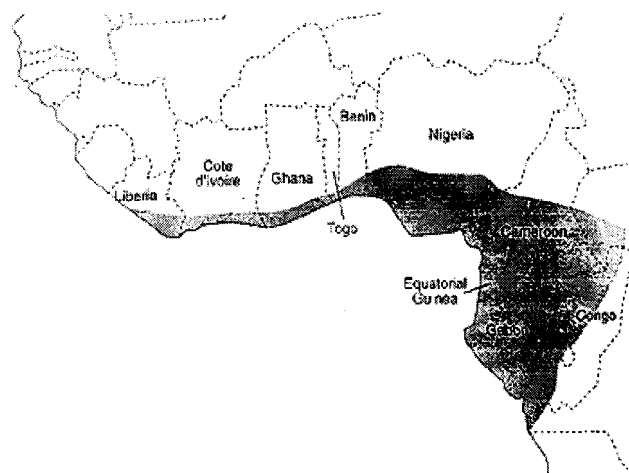 Benin
Nigeria
Cote
d'Ivoire
Ghana
Liberia
Togo
Cameroon
Equatorial
Guinea
Congo
Gabon